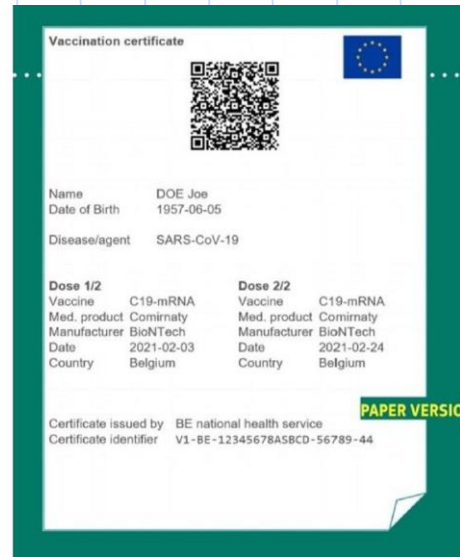 Vaccination certificate
Name DOE Joe
Date of Birth 1957-06-05
Disease/agent SARS-CoV-19
Dose 1/2 Dose 2/2
Vaccine C19-mRNA Vaccine C19-mRNA
Med. product Comirnaty Med. product Comirnaty
Manufacturer BioNTech Manufacturer BioNTech
Date 2021-02-03 Date 2021-02-24
Country Belgium Country Belgium
PAPER VERSIO
Certificate issued by BE national health service
Certificate identifier V1-BE-12345678ASBCD-56789-44